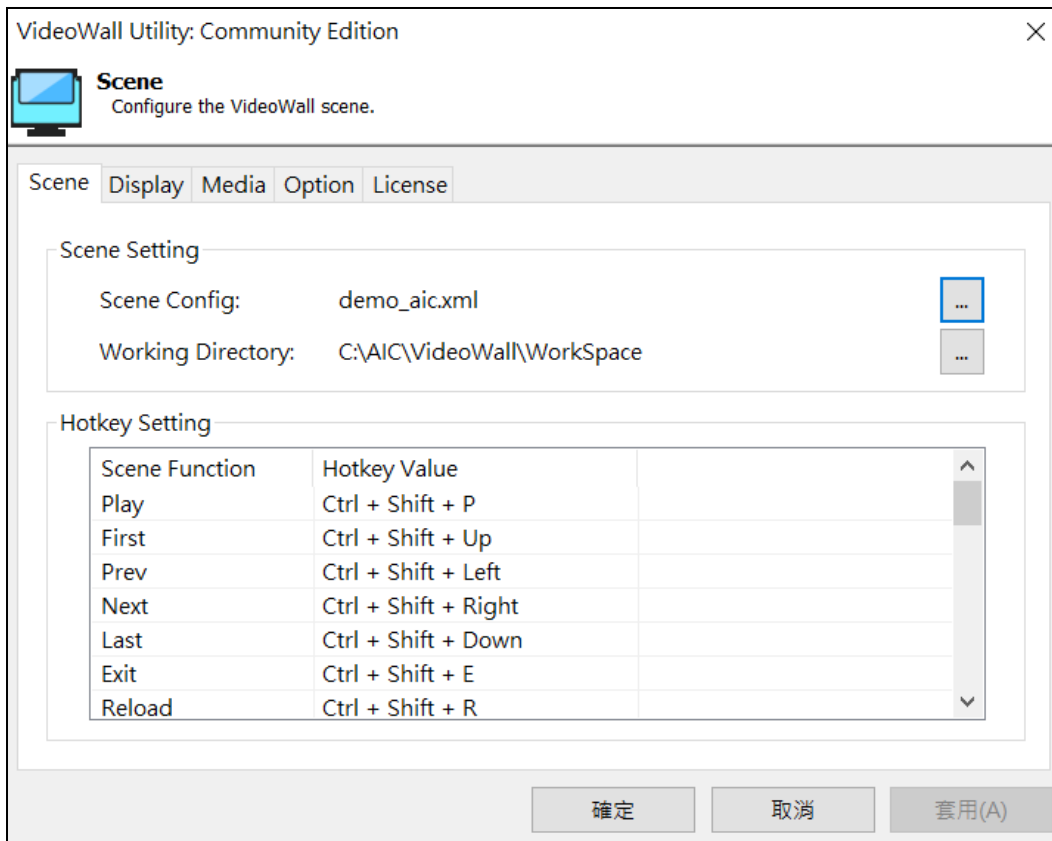 VideoWall Utility: Community Edition
Scene
Configure the VideoWall scene.
Scene Display Media Option License
Scene Setting
Scene Config: demo_aic.xml ...
Working Directory: C:\AIC\VideoWall\WorkSpace ...
Hotkey Setting
Scene Function Hotkey Value
Play Ctrl + Shift + P
First Ctrl + Shift + Up
Prev Ctrl + Shift + Left
Next Ctrl + Shift + Right
Last Ctrl + Shift + Down
Exit Ctrl + Shift + E
Reload Ctrl + Shift + R
確定 取消 套用(A)